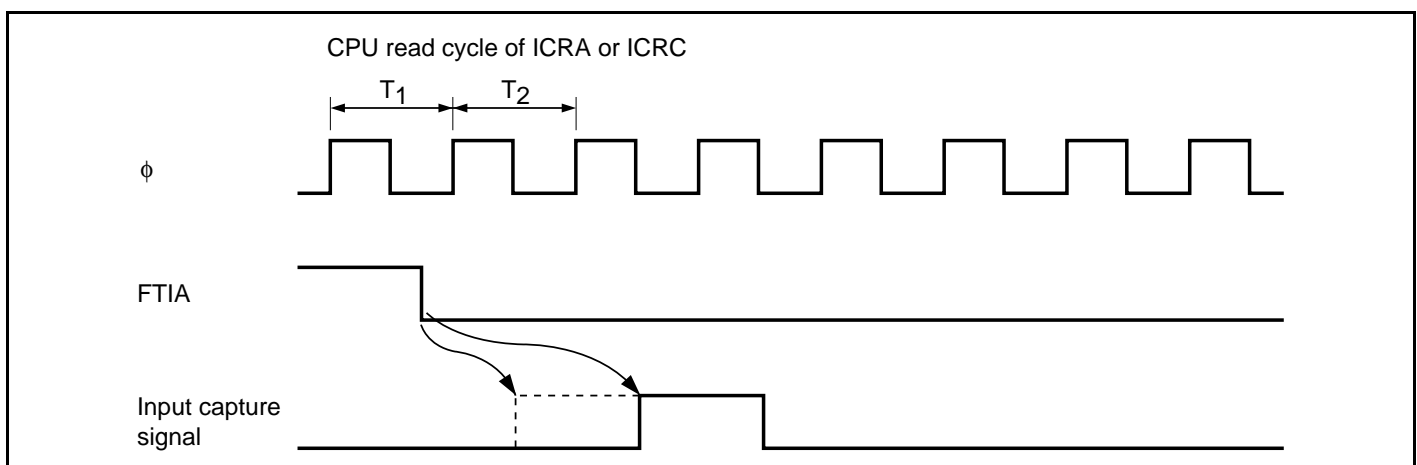 CPU read cycle of ICRA or ICRC
T1 T2
ϕ
FTIA
Input capture
signal